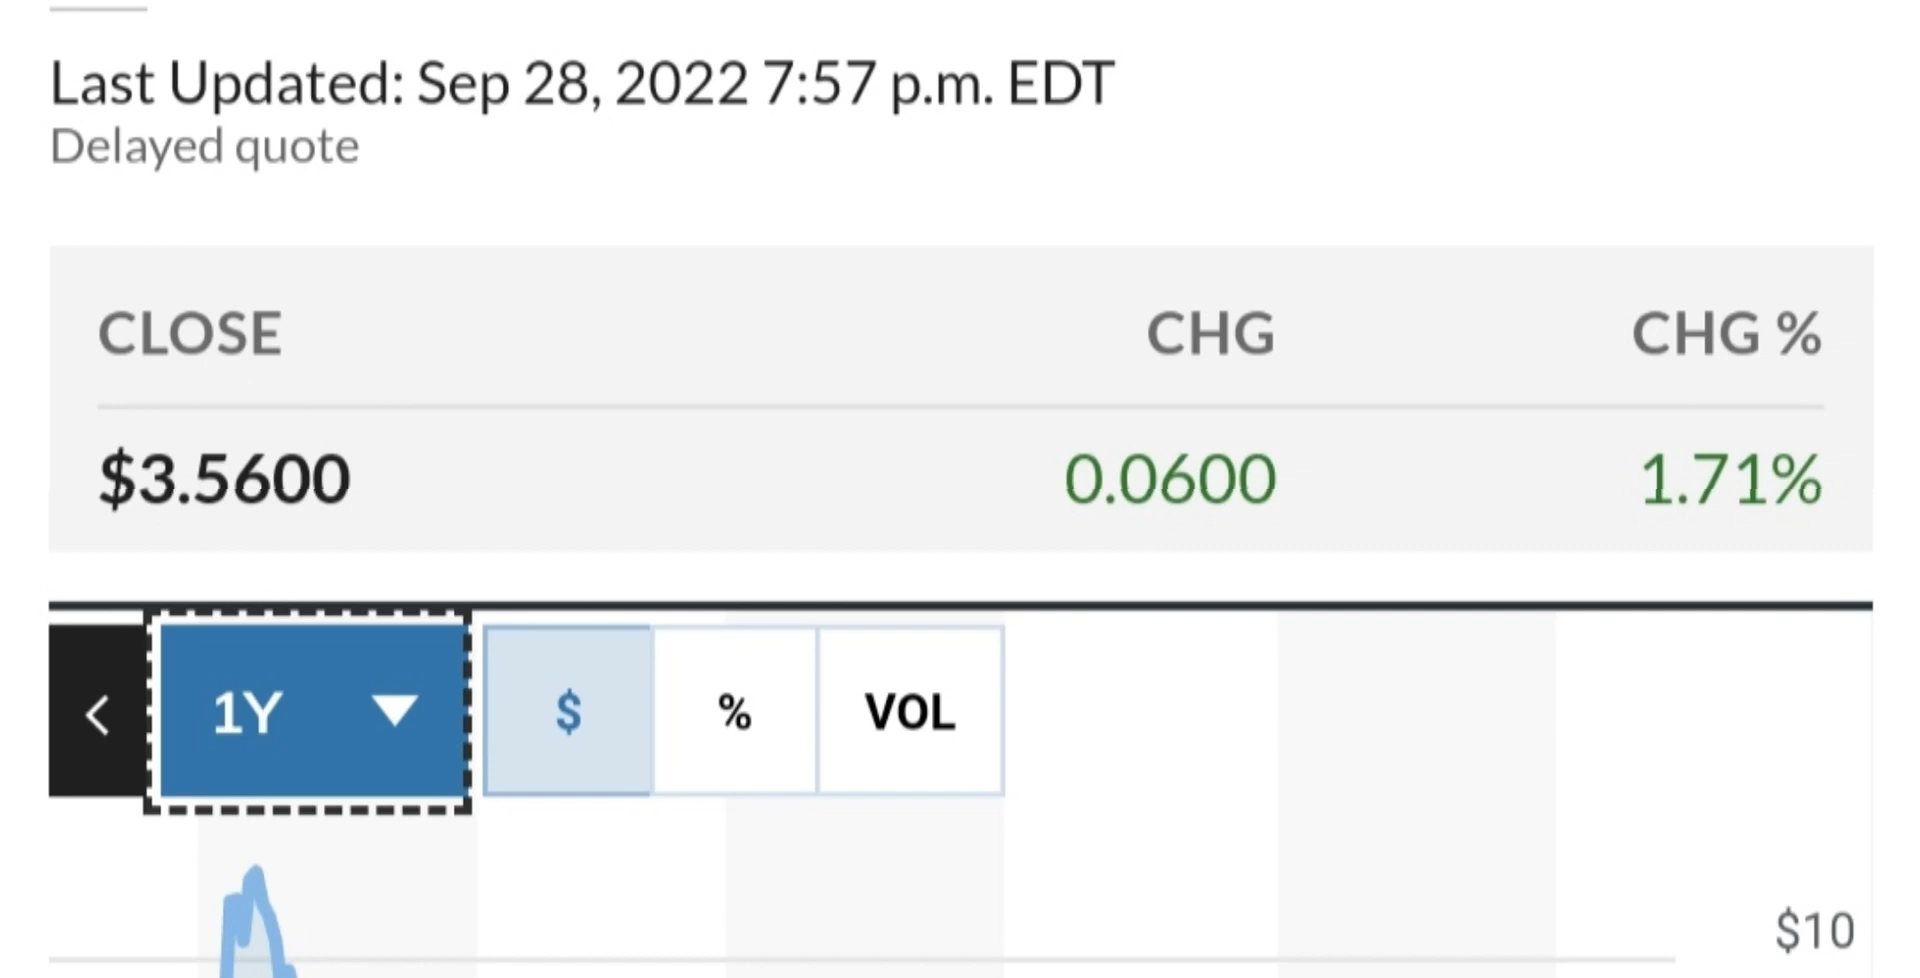 Last Updated: Sep 28, 2022 7:57 p.m. EDT
Delayed quote
CLOSE CHG CHG %
$3.5600 0.0600 1.71%
1Y $ % VOL
$10